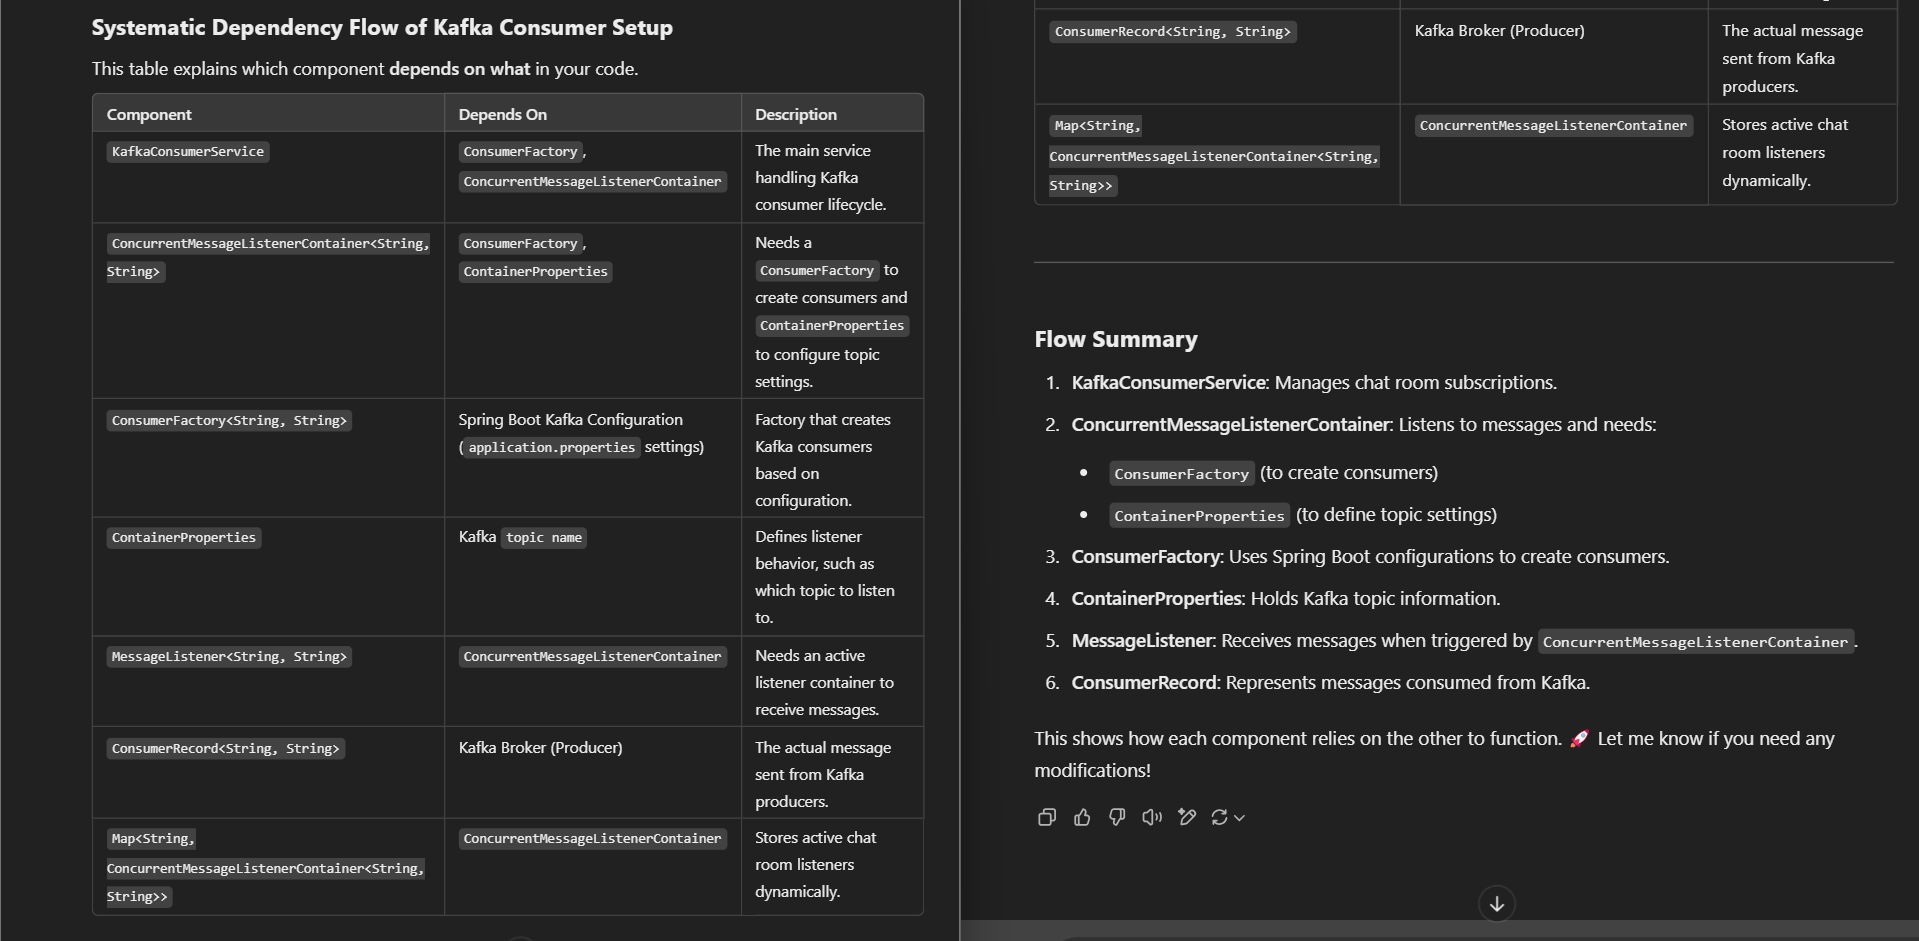 Systematic Dependency Flow of Kafka Consumer Setup
This table explains which component depends on what in your code.
Component
Depends On
Description
KafkaConsumerService
ConsumerFactory,
ConcurrentMessageListenerContainer
The main service
handling Kafka
consumer lifecycle.
ConcurrentMessageListenerContainer<String,
String>
ConsumerFactory,
ContainerProperties
Needs a
ConsumerFactory to
create consumers and
ContainerProperties
to configure topic
settings.
ConsumerFactory<String, String>
Spring Boot Kafka Configuration
(application.properties settings)
Factory that creates
Kafka consumers
based on
configuration.
ContainerProperties
Kafka topic name
Defines listener
behavior, such as
which topic to listen
to.
MessageListener<String, String>
ConcurrentMessageListenerContainer
Needs an active
listener container to
receive messages.
ConsumerRecord<String, String>
Kafka Broker (Producer)
The actual message
sent from Kafka
producers.
Map<String,
ConcurrentMessageListenerContainer<String,
String>>
ConcurrentMessageListenerContainer
Stores active chat
room listeners
dynamically.
ConsumerRecord<String, String>
Kafka Broker (Producer)
The actual message
sent from Kafka
producers.
Map<String,
ConcurrentMessageListenerContainer<String,
String>>
ConcurrentMessageListenerContainer
Stores active chat
room listeners
dynamically.
Flow Summary
1. KafkaConsumerService: Manages chat room subscriptions.
2. ConcurrentMessageListenerContainer: Listens to messages and needs:
• ConsumerFactory (to create consumers)
• ContainerProperties (to define topic settings)
3. ConsumerFactory: Uses Spring Boot configurations to create consumers.
4. ContainerProperties: Holds Kafka topic information.
5. MessageListener: Receives messages when triggered by ConcurrentMessageListenerContainer.
6. ConsumerRecord: Represents messages consumed from Kafka.
This shows how each component relies on the other to function. 🚀 Let me know if you need any
modifications!